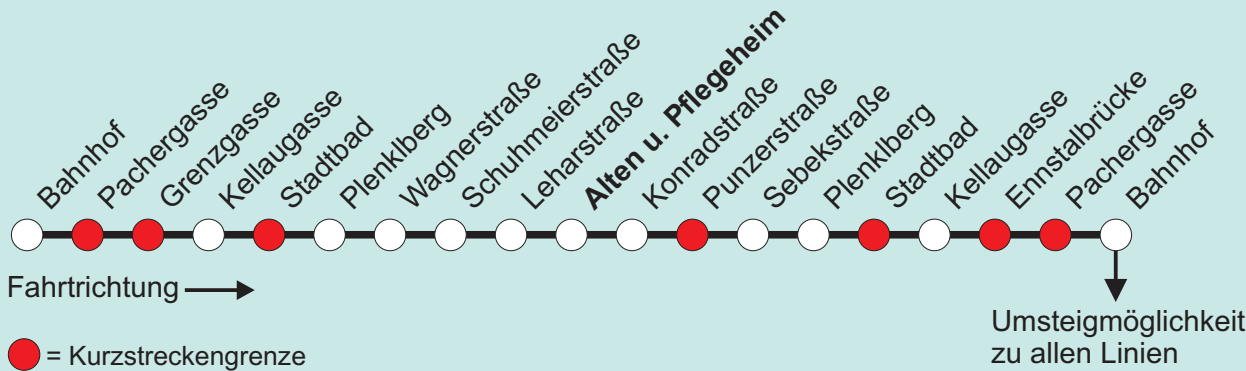 Bahnhof
Pachergasse
Grenzgasse
Kellaugasse
Stadtbad
Plenklberg
Wagnerstraße
Schuhmeierstraße
Leharstraße
Alten u. Pflegeheim
Konradstraße
Punzerstraße
Sebekstraße
Plenklberg
Stadtbad
Kellaugasse
Ennstalbrücke
Pachergasse
Bahnhof
Fahrtrichtung
Umsteigmöglichkeit
zu allen Linien
= Kurzstreckengrenze